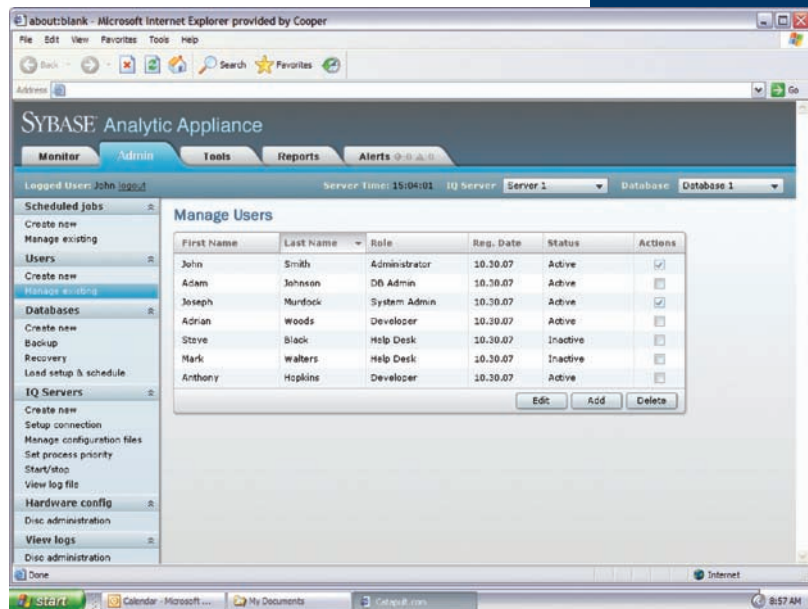 about:blank - Microsoft Internet Explorer provided by Cooper
File Edit View Favorites Tools Help
Back Search Favorites
Address Go
SYBASE Analytic Appliance
Monitor Admin Tools Reports Alerts 0 0
Logged User: John logout Server Time: 15:04:01 IQ Server Server 1 Database Database 1
Scheduled jobs
Create new
Manage existing
Users
Create new
Manage existing
Databases
Create new
Backup
Recovery
Load setup & schedule
IQ Servers
Create new
Setup connection
Manage configuration files
Set process priority
Start/stop
View log file
Hardware config
Disc administration
View logs
Disc administration
Manage Users
First Name Last Name Role Reg. Date Status Actions
John Smith Administrator 10.30.07 Active
Adam Johnson DB Admin 10.30.07 Active
Joseph Murdock System Admin 10.30.07 Active
Adrian Woods Developer 10.30.07 Active
Steve Black Help Desk 10.30.07 Inactive
Mark Walters Help Desk 10.30.07 Inactive
Anthony Hopkins Developer 10.30.07 Active
Edit Add Delete
Done Internet
start Calendar - Microsoft ... My Documents Catapult.com 8:57 AM